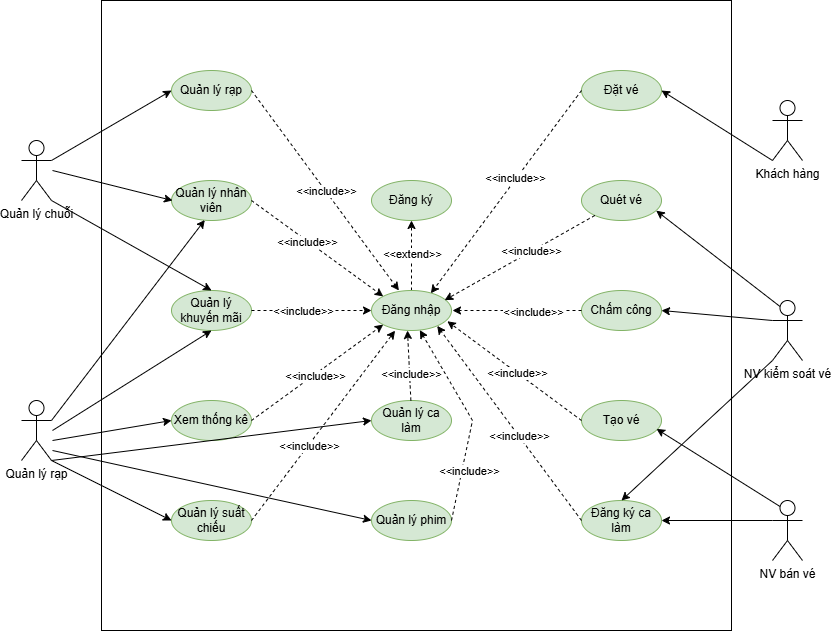 Quản lý rạp
Đặt vé
Khách hàng
Quản lý nhân
viên
<<include>>
<<include>>
Đăng ký
Quét vé
Quản lý chuỗi
<<include>>
<<extend>>
<<include>>
Quản lý
khuyến mãi
<<include>>
Đăng nhập
<<include>>
Chấm công
NV kiểm soát vé
<<include>>
<<include>>
<<include>>
Xem thống kê
Quản lý ca
làm
Tạo vé
<<include>>
<<include>>
Quản lý rạp
<<include>>
Quản lý suất
chiếu
Quản lý phim
Đăng ký ca
làm
NV bán vé